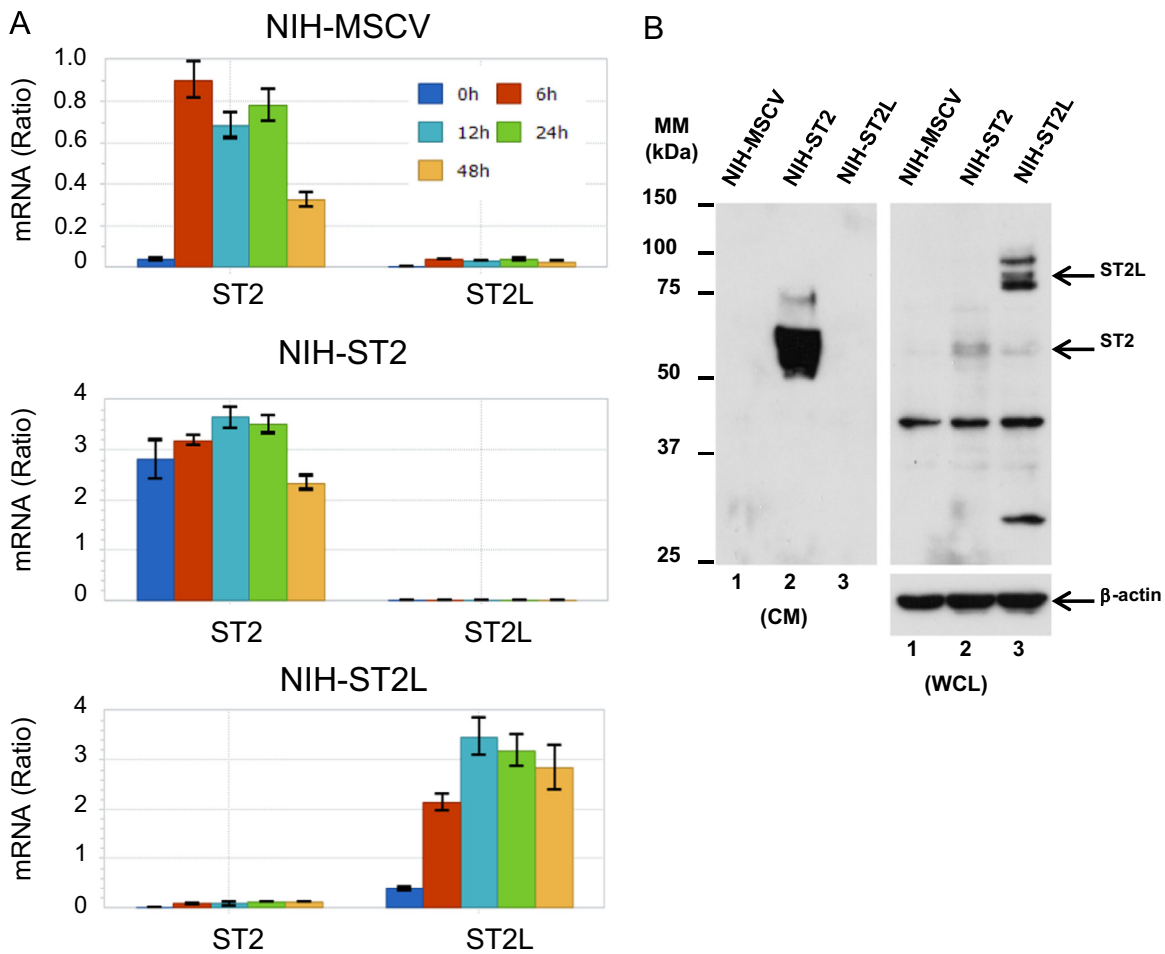 A
NIH-MSCV
mRNA (Ratio)
1.0
0.8
0.6
0.4
0.2
0
0h
6h
12h
24h
48h
ST2
ST2L
NIH-ST2
mRNA (Ratio)
4
3
2
1
0
ST2
ST2L
NIH-ST2L
mRNA (Ratio)
4
3
2
1
0
ST2
ST2L
B
MM
(kDa)
NIH-MSCV
NIH-ST2
NIH-ST2L
NIH-MSCV
NIH-ST2
NIH-ST2L
150
100
75
50
37
25
ST2L
ST2
β-actin
1 2 3
(CM)
1 2 3
(WCL)